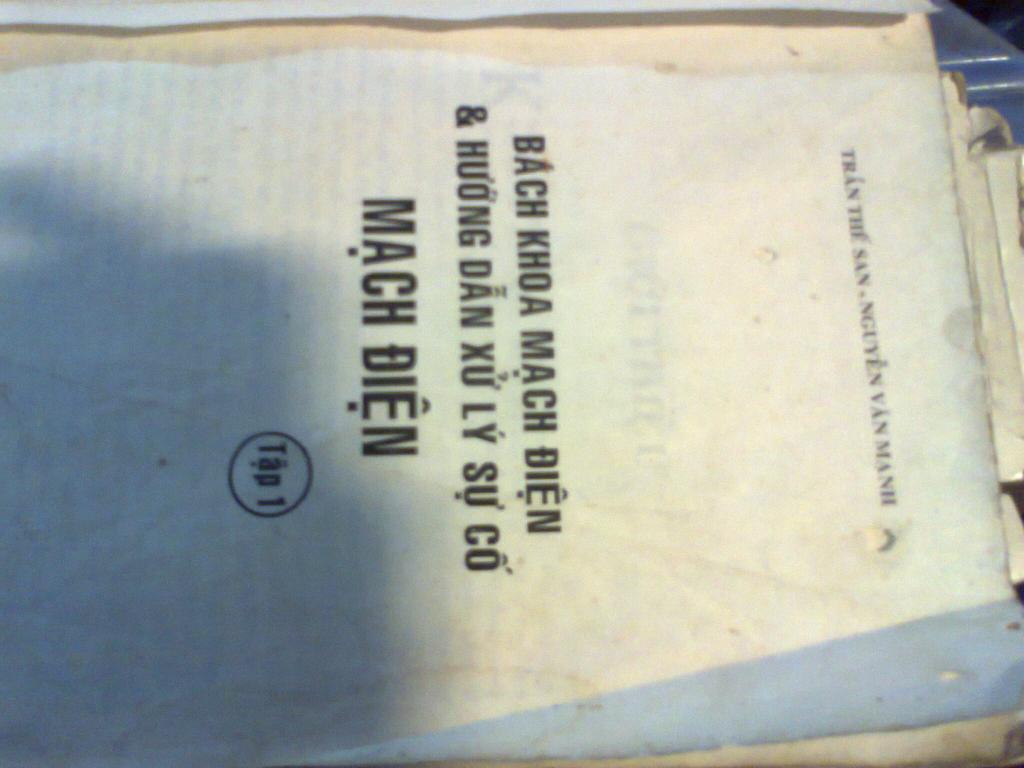 TRẦN THẾ SAN - NGUYỄN VĂN MẠNH
BÁCH KHOA MẠCH ĐIỆN
& HƯỚNG DẪN XỬ LÝ SỰ CỐ
MẠCH ĐIỆN
Tập 1